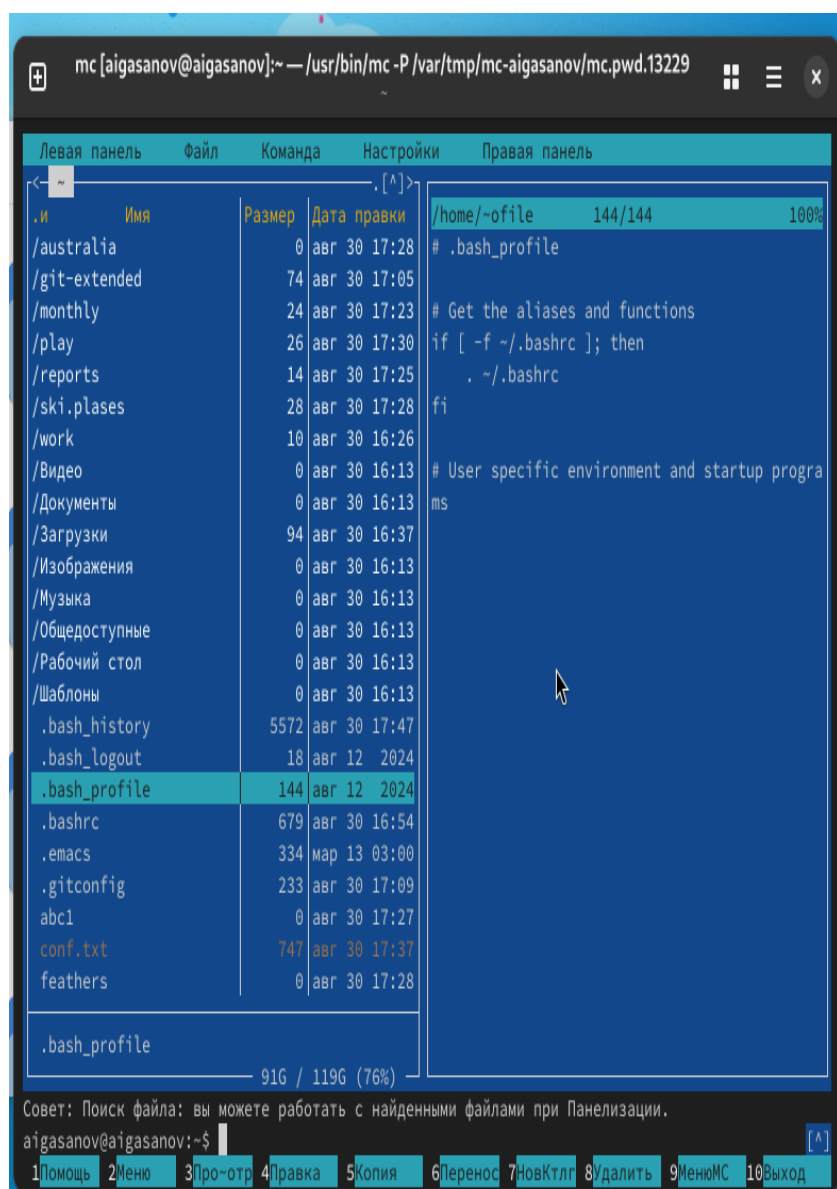 mc [aigasanov@aigasanov]:~ — /usr/bin/mc -P /var/tmp/mc-aigasanov/mc.pwd.13229
~
Левая панель Файл Команда Настройки Правая панель
<- ~ .[^]>
.и Имя Размер Дата правки
/australia 0 авг 30 17:28
/git-extended 74 авг 30 17:05
/monthly 24 авг 30 17:23
/play 26 авг 30 17:30
/reports 14 авг 30 17:25
/ski.plases 28 авг 30 17:28
/work 10 авг 30 16:26
/Видео 0 авг 30 16:13
/Документы 0 авг 30 16:13
/Загрузки 94 авг 30 16:37
/Изображения 0 авг 30 16:13
/Музыка 0 авг 30 16:13
/Общедоступные 0 авг 30 16:13
/Рабочий стол 0 авг 30 16:13
/Шаблоны 0 авг 30 16:13
.bash_history 5572 авг 30 17:47
.bash_logout 18 авг 12 2024
.bash_profile 144 авг 12 2024
.bashrc 679 авг 30 16:54
.emacs 334 мар 13 03:00
.gitconfig 233 авг 30 17:09
abc1 0 авг 30 17:27
conf.txt 747 авг 30 17:37
feathers 0 авг 30 17:28
.bash_profile
91G / 119G (76%)
/home/~ofile 144/144 100%
# .bash_profile
# Get the aliases and functions
if [ -f ~/.bashrc ]; then
. ~/.bashrc
fi
# User specific environment and startup progra
ms
Совет: Поиск файла: вы можете работать с найденными файлами при Панелизации.
aigasanov@aigasanov:~$ [^]
1Помощь 2Меню 3Про~отр 4Правка 5Копия 6Перенос 7НовКтлг 8Удалить 9МенюМС 10Выход